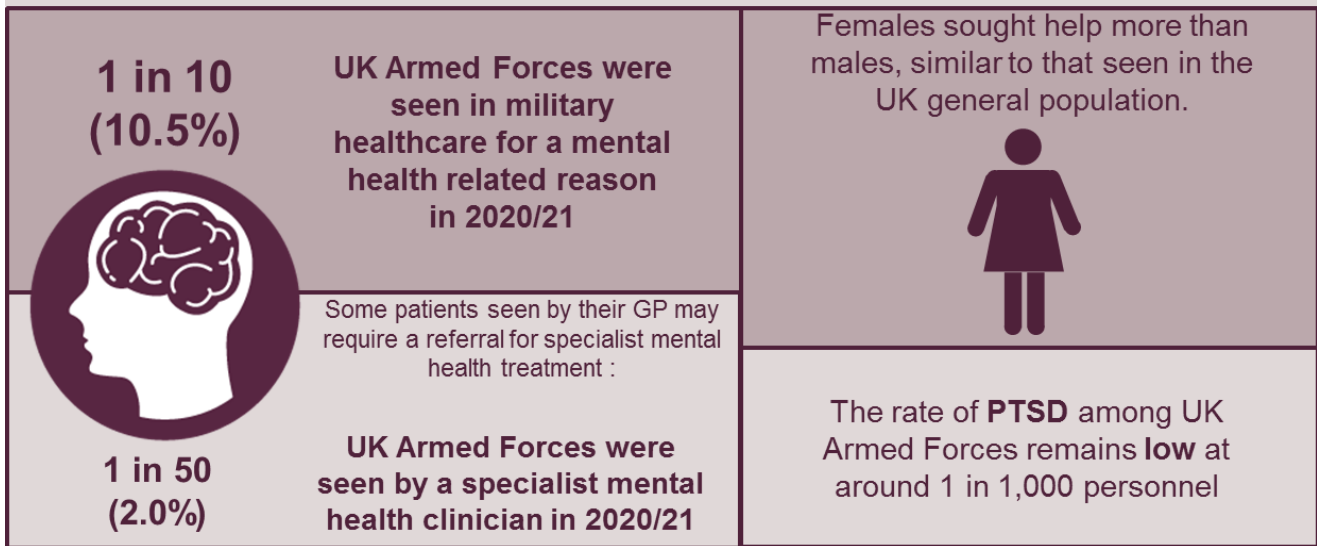 1 in 10
(10.5%)
UK Armed Forces were
seen in military
healthcare for a mental
health related reason
in 2020/21
Some patients seen by their GP may
require a referral for specialist mental
health treatment :
1 in 50
(2.0%)
UK Armed Forces were
seen by a specialist mental
health clinician in 2020/21
Females sought help more than
males, similar to that seen in the
UK general population.
The rate of PTSD among UK
Armed Forces remains low at
around 1 in 1,000 personnel